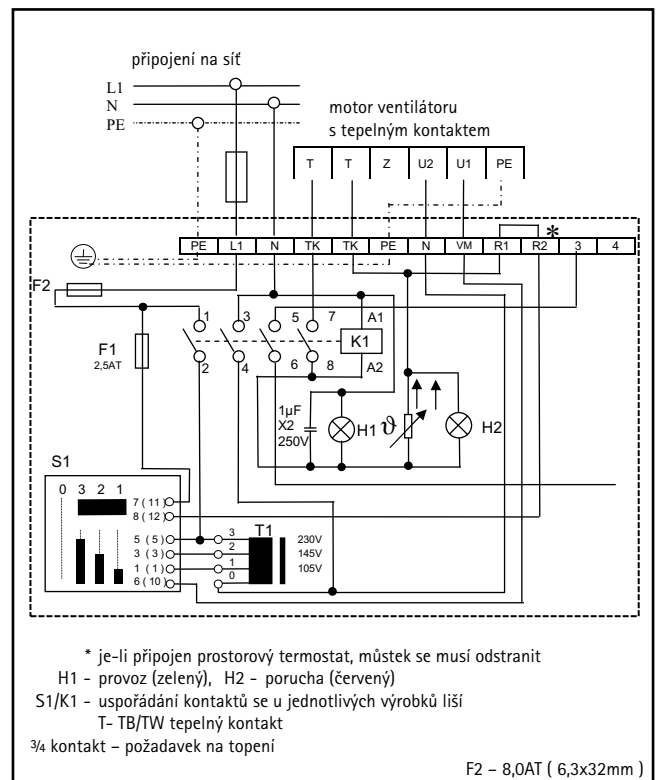 připojení na síť
L1
N
PE
motor ventilátoru
s tepelným kontaktem
T T Z U2 U1 PE
PE L1 N TK TK PE N VM R1 R2 3 4
*
F2
1 3 5 7 A1
F1
2,5AT
K1
2 4 6 8 A2
1µF
X2
250V
H1 ϑ H2
S1
0 3 2 1
7 ( 11 )
8 ( 12 )
5 ( 5 ) 3 T1 230V
3 ( 3 ) 2 145V
1 ( 1 ) 1 105V
6 ( 10 ) 0
* je-li připojen prostorový termostat, můstek se musí odstranit
H1 - provoz (zelený), H2 - porucha (červený)
S1/K1 - uspořádání kontaktů se u jednotlivých výrobků liší
T- TB/TW tepelný kontakt
¾ kontakt – požadavek na topení
F2 – 8,0AT ( 6,3x32mm )